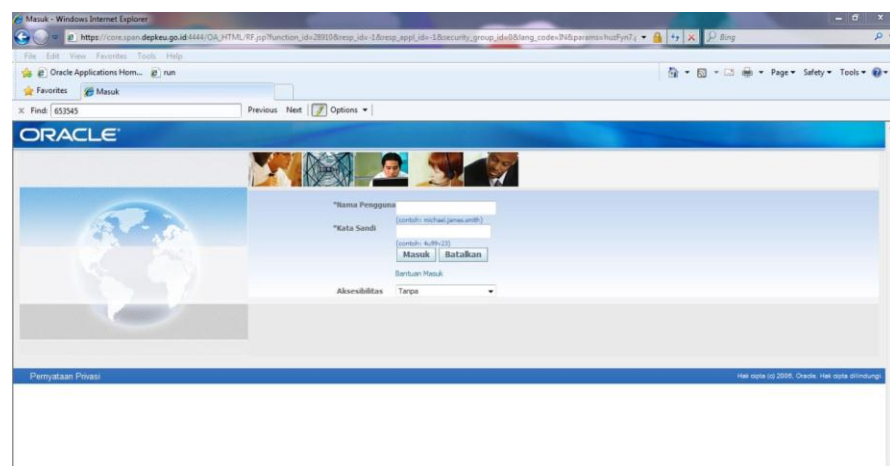 Masuk - Windows Internet Explorer
https://core.span.depkeu.go.id:4444/OA_HTML/RF.jsp?function_id=28910&resp_id=-1&resp_appl_id=-1&security_group_id=0&lang_code=IN&params=
Bing
File Edit View Favorites Tools Help
Oracle Applications Hom... run
Page Safety Tools
Favorites Masuk
x Find: 653545 Previous Next Options
ORACLE
*Nama Pengguna
(contoh: michael.james.smith)
*Kata Sandi
(contoh: 4u99v23)
Masuk Batalkan
Bantuan Masuk
Aksesibilitas Tanpa
Pernyataan Privasi
Hak cipta (c) 2006, Oracle. Hak cipta dilindungi